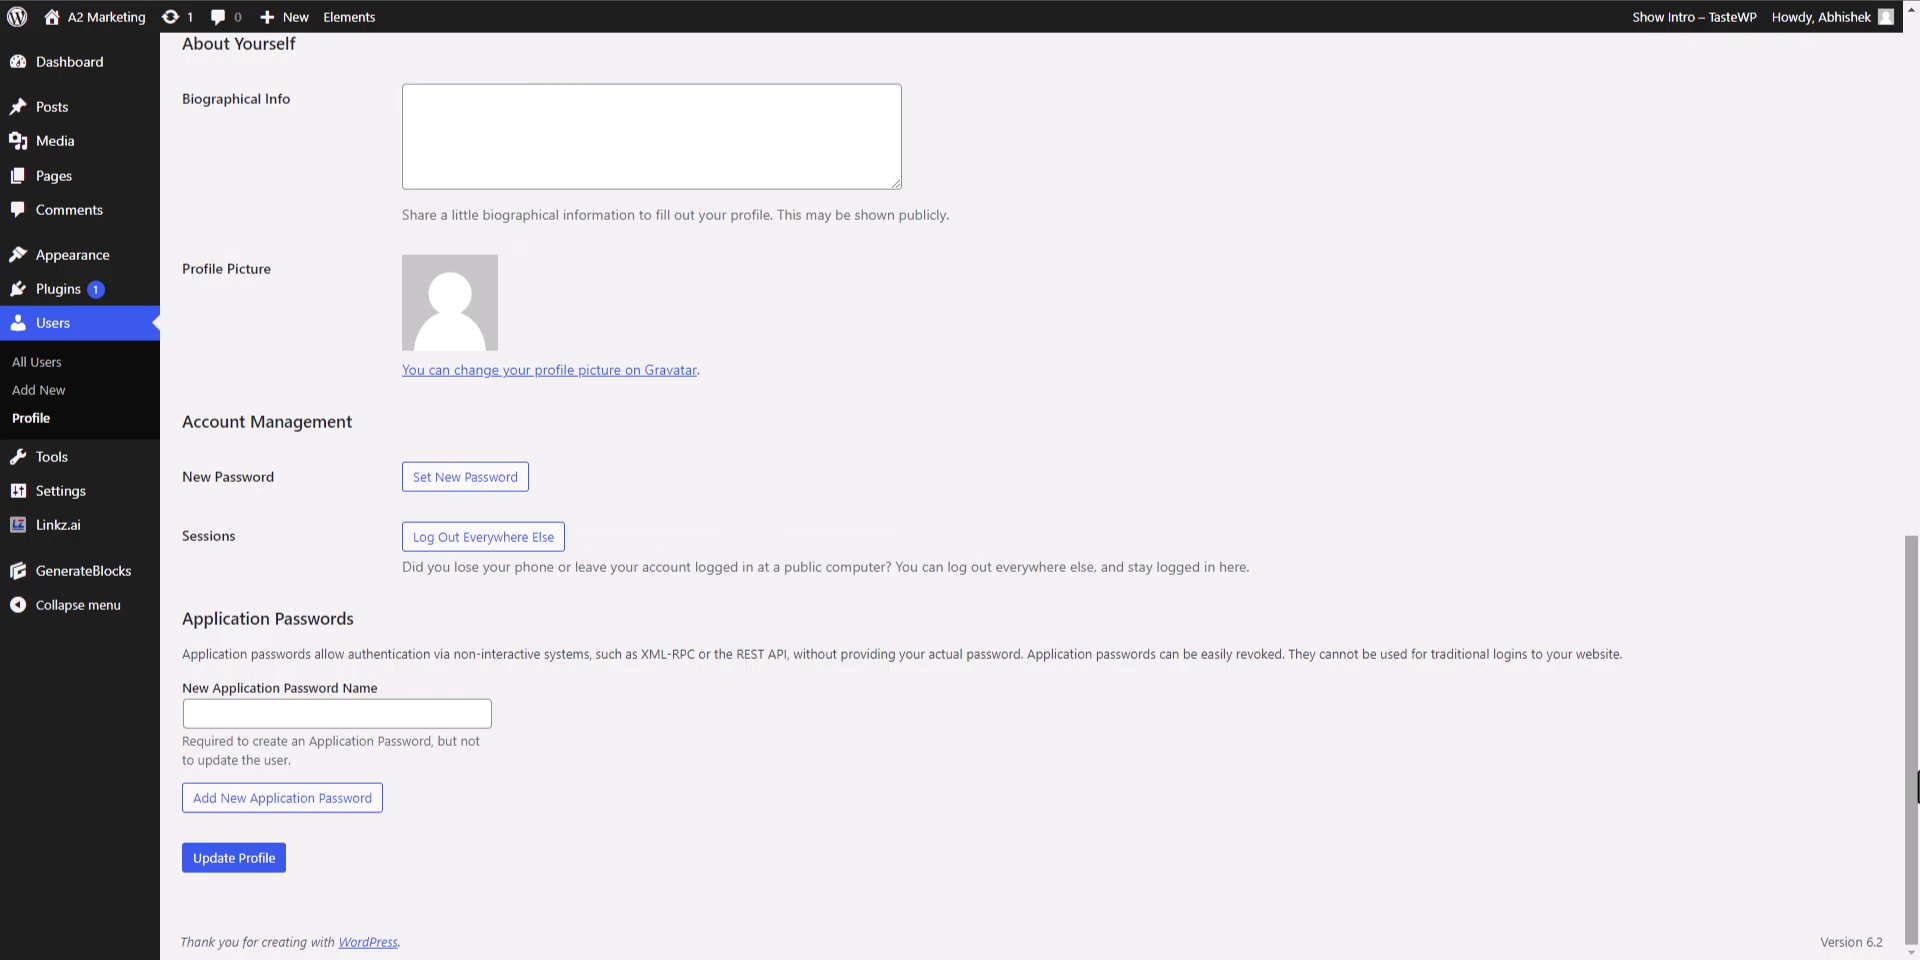 A2 Marketing 1 0 New Elements Show Intro – TasteWP Howdy, Abhishek
Dashboard
Posts
Media
Pages
Comments
Appearance
Plugins 1
Users
All Users
Add New
Profile
Tools
Settings
LZ Linkz.ai
GenerateBlocks
Collapse menu
About Yourself
Biographical Info
Share a little biographical information to fill out your profile. This may be shown publicly.
Profile Picture
You can change your profile picture on Gravatar.
Account Management
New Password Set New Password
Sessions Log Out Everywhere Else
Did you lose your phone or leave your account logged in at a public computer? You can log out everywhere else, and stay logged in here.
Application Passwords
Application passwords allow authentication via non-interactive systems, such as XML-RPC or the REST API, without providing your actual password. Application passwords can be easily revoked. They cannot be used for traditional logins to your website.
New Application Password Name
Required to create an Application Password, but not
to update the user.
Add New Application Password
Update Profile
Thank you for creating with WordPress. Version 6.2